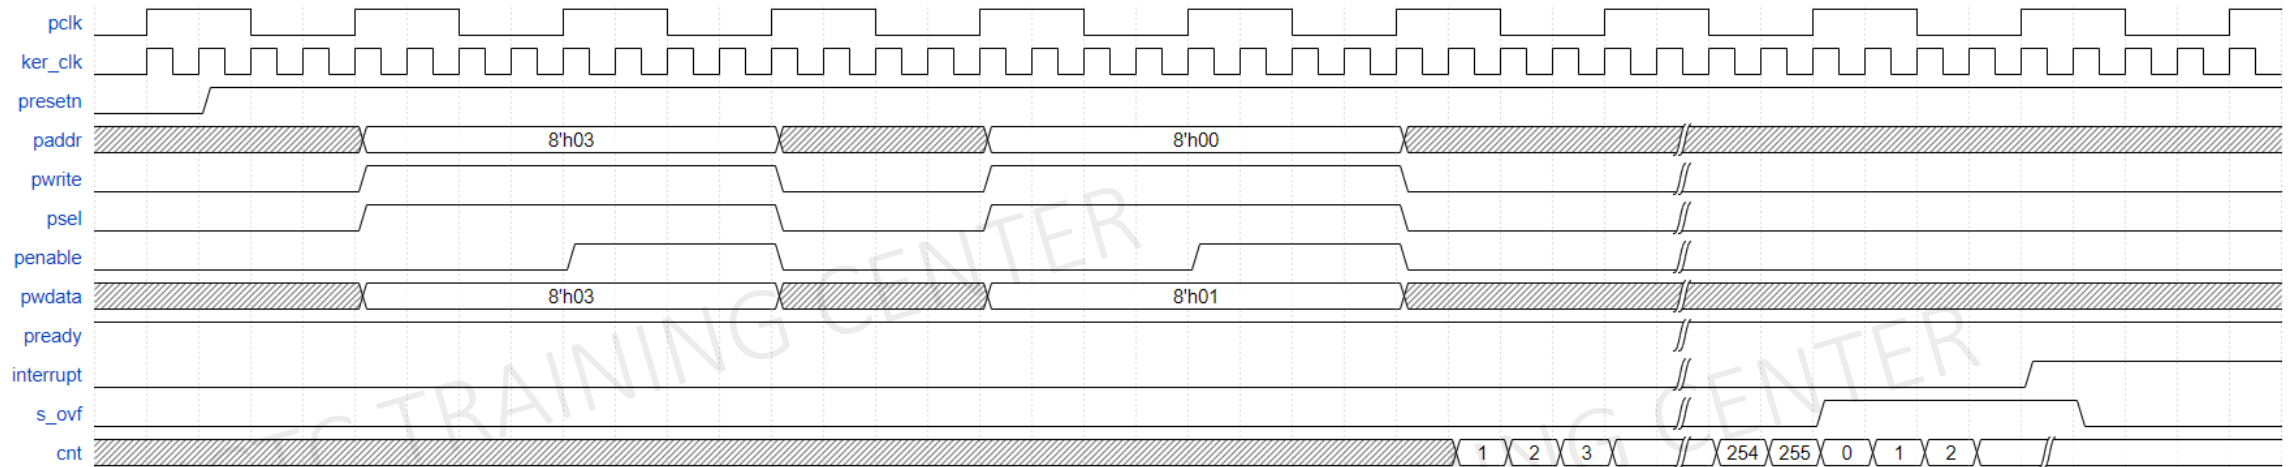 pclk
ker_clk
presetn
paddr 8'h03 8'h00
pwrite
psel
penable
pwdata 8'h03 8'h01
pready
interrupt
s_ovf
cnt 1 2 3 254 255 0 1 2
TRAINING CENTER
CENTER